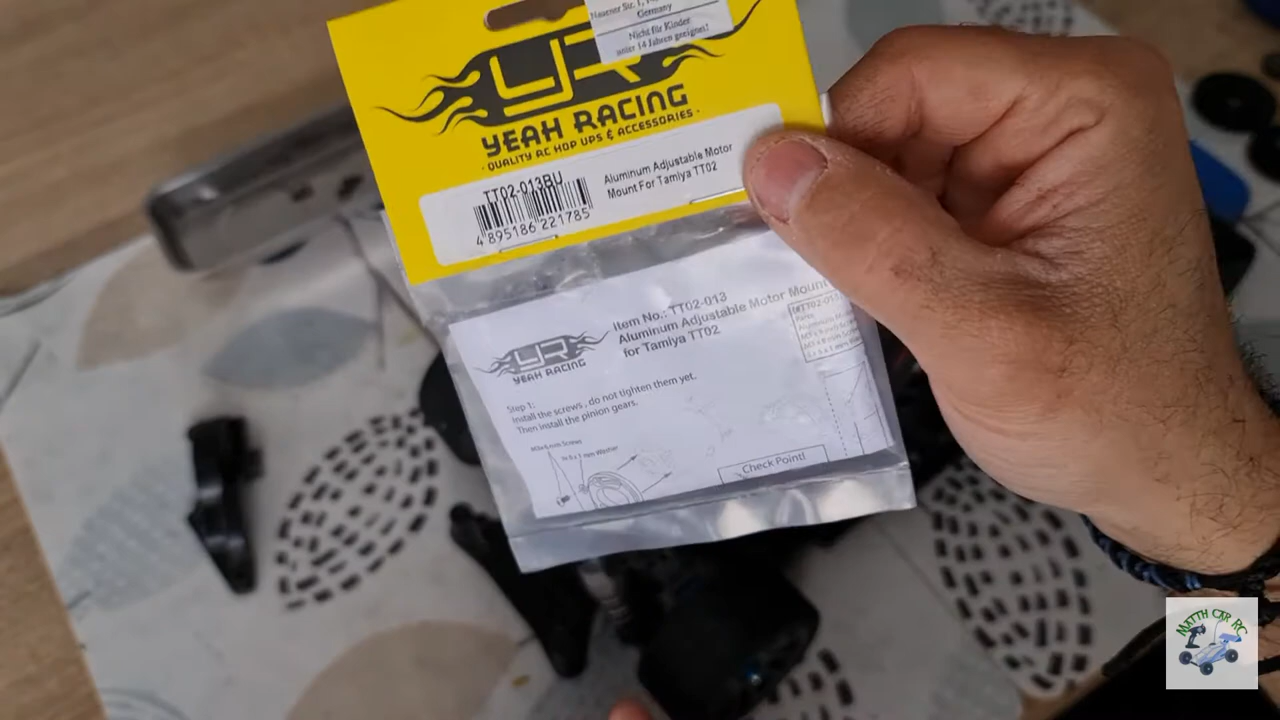 Germany
Nicht für Kinder
unter 14 Jahren geeignet!
YR
YEAH RACING
· QUALITY RC HOP UPS & ACCESSORIES ·
TT02-013BU
4 895186 221785
Aluminum Adjustable Motor
Mount For Tamiya TT02
YR
YEAH RACING
Item No.: TT02-013
Aluminum Adjustable Motor Mount
for Tamiya TT02
Step 1:
Install the screws , do not tighten them yet.
Then install the pinion gears.
Check Point!
MATTH CAR RC